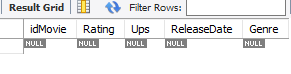 Result Grid Filter Rows:
idMovie Rating Ups ReleaseDate Genre
NULL NULL NULL NULL NULL